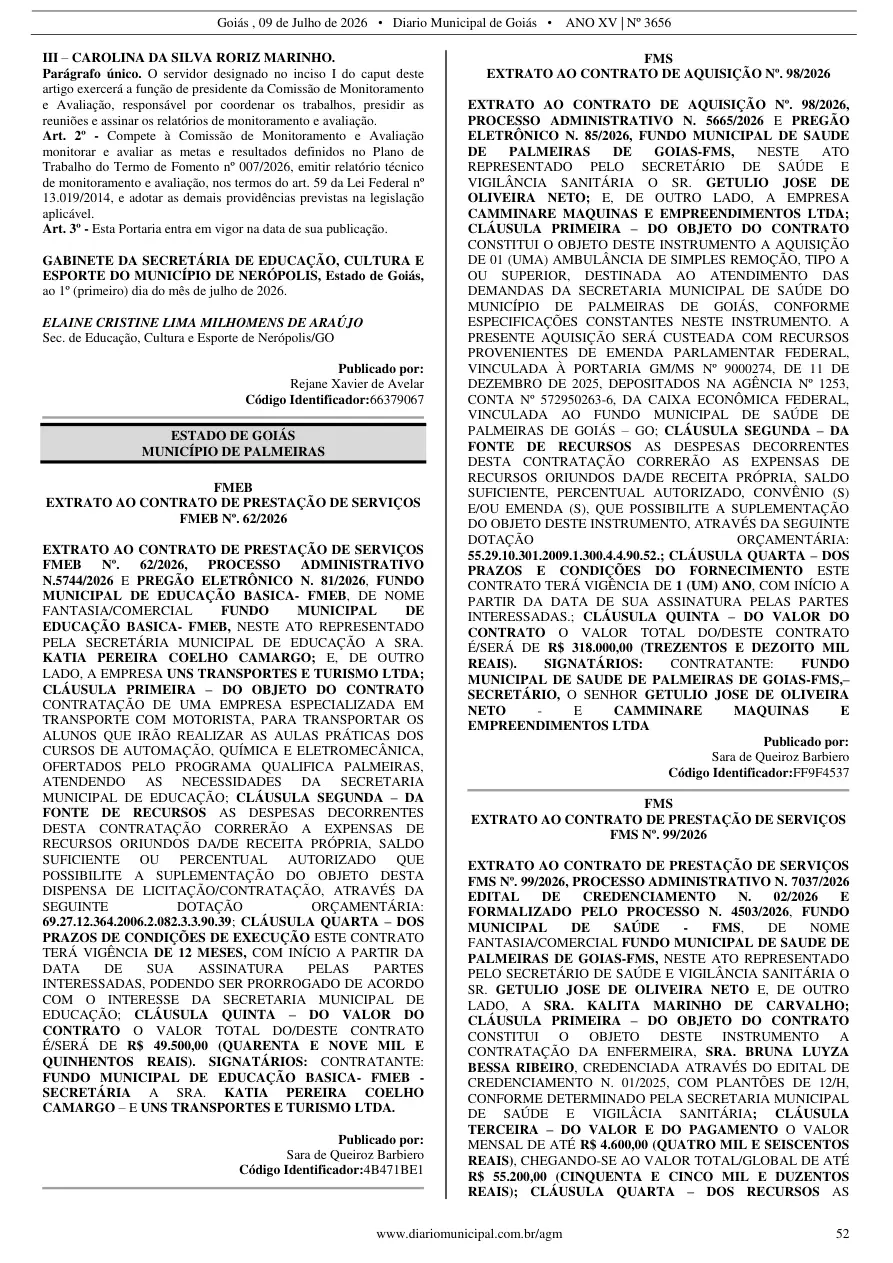 Goiás , 09 de Julho de 2026 • Diario Municipal de Goiás • ANO XV | Nº 3656
III – CAROLINA DA SILVA RORIZ MARINHO.
Parágrafo único. O servidor designado no inciso I do caput deste
artigo exercerá a função de presidente da Comissão de Monitoramento
e Avaliação, responsável por coordenar os trabalhos, presidir as
reuniões e assinar os relatórios de monitoramento e avaliação.
Art. 2º - Compete à Comissão de Monitoramento e Avaliação
monitorar e avaliar as metas e resultados definidos no Plano de
Trabalho do Termo de Fomento nº 007/2026, emitir relatório técnico
de monitoramento e avaliação, nos termos do art. 59 da Lei Federal nº
13.019/2014, e adotar as demais providências previstas na legislação
aplicável.
Art. 3º - Esta Portaria entra em vigor na data de sua publicação.
GABINETE DA SECRETÁRIA DE EDUCAÇÃO, CULTURA E
ESPORTE DO MUNICÍPIO DE NERÓPOLIS, Estado de Goiás,
ao 1º (primeiro) dia do mês de julho de 2026.
ELAINE CRISTINE LIMA MILHOMENS DE ARAÚJO
Sec. de Educação, Cultura e Esporte de Nerópolis/GO
Publicado por:
Rejane Xavier de Avelar
Código Identificador:66379067
ESTADO DE GOIÁS
MUNICÍPIO DE PALMEIRAS
FMEB
EXTRATO AO CONTRATO DE PRESTAÇÃO DE SERVIÇOS
FMEB Nº. 62/2026
EXTRATO AO CONTRATO DE PRESTAÇÃO DE SERVIÇOS
FMEB Nº. 62/2026, PROCESSO ADMINISTRATIVO
N.5744/2026 E PREGÃO ELETRÔNICO N. 81/2026, FUNDO
MUNICIPAL DE EDUCAÇÃO BASICA- FMEB, DE NOME
FANTASIA/COMERCIAL FUNDO MUNICIPAL DE
EDUCAÇÃO BASICA- FMEB, NESTE ATO REPRESENTADO
PELA SECRETÁRIA MUNICIPAL DE EDUCAÇÃO A SRA.
KATIA PEREIRA COELHO CAMARGO; E, DE OUTRO
LADO, A EMPRESA UNS TRANSPORTES E TURISMO LTDA;
CLÁUSULA PRIMEIRA – DO OBJETO DO CONTRATO
CONTRATAÇÃO DE UMA EMPRESA ESPECIALIZADA EM
TRANSPORTE COM MOTORISTA, PARA TRANSPORTAR OS
ALUNOS QUE IRÃO REALIZAR AS AULAS PRÁTICAS DOS
CURSOS DE AUTOMAÇÃO, QUÍMICA E ELETROMECÂNICA,
OFERTADOS PELO PROGRAMA QUALIFICA PALMEIRAS,
ATENDENDO AS NECESSIDADES DA SECRETARIA
MUNICIPAL DE EDUCAÇÃO; CLÁUSULA SEGUNDA – DA
FONTE DE RECURSOS AS DESPESAS DECORRENTES
DESTA CONTRATAÇÃO CORRERÃO A EXPENSAS DE
RECURSOS ORIUNDOS DA/DE RECEITA PRÓPRIA, SALDO
SUFICIENTE OU PERCENTUAL AUTORIZADO QUE
POSSIBILITE A SUPLEMENTAÇÃO DO OBJETO DESTA
DISPENSA DE LICITAÇÃO/CONTRATAÇÃO, ATRAVÉS DA
SEGUINTE DOTAÇÃO ORÇAMENTÁRIA:
69.27.12.364.2006.2.082.3.3.90.39; CLÁUSULA QUARTA – DOS
PRAZOS DE CONDIÇÕES DE EXECUÇÃO ESTE CONTRATO
TERÁ VIGÊNCIA DE 12 MESES, COM INÍCIO A PARTIR DA
DATA DE SUA ASSINATURA PELAS PARTES
INTERESSADAS, PODENDO SER PRORROGADO DE ACORDO
COM O INTERESSE DA SECRETARIA MUNICIPAL DE
EDUCAÇÃO; CLÁUSULA QUINTA – DO VALOR DO
CONTRATO O VALOR TOTAL DO/DESTE CONTRATO
É/SERÁ DE R$ 49.500,00 (QUARENTA E NOVE MIL E
QUINHENTOS REAIS). SIGNATÁRIOS: CONTRATANTE:
FUNDO MUNICIPAL DE EDUCAÇÃO BASICA- FMEB -
SECRETÁRIA A SRA. KATIA PEREIRA COELHO
CAMARGO – E UNS TRANSPORTES E TURISMO LTDA.
Publicado por:
Sara de Queiroz Barbiero
Código Identificador:4B471BE1
FMS
EXTRATO AO CONTRATO DE AQUISIÇÃO Nº. 98/2026
EXTRATO AO CONTRATO DE AQUISIÇÃO Nº. 98/2026,
PROCESSO ADMINISTRATIVO N. 5665/2026 E PREGÃO
ELETRÔNICO N. 85/2026, FUNDO MUNICIPAL DE SAUDE
DE PALMEIRAS DE GOIAS-FMS, NESTE ATO
REPRESENTADO PELO SECRETÁRIO DE SAÚDE E
VIGILÂNCIA SANITÁRIA O SR. GETULIO JOSE DE
OLIVEIRA NETO; E, DE OUTRO LADO, A EMPRESA
CAMMINARE MAQUINAS E EMPREENDIMENTOS LTDA;
CLÁUSULA PRIMEIRA – DO OBJETO DO CONTRATO
CONSTITUI O OBJETO DESTE INSTRUMENTO A AQUISIÇÃO
DE 01 (UMA) AMBULÂNCIA DE SIMPLES REMOÇÃO, TIPO A
OU SUPERIOR, DESTINADA AO ATENDIMENTO DAS
DEMANDAS DA SECRETARIA MUNICIPAL DE SAÚDE DO
MUNICÍPIO DE PALMEIRAS DE GOIÁS, CONFORME
ESPECIFICAÇÕES CONSTANTES NESTE INSTRUMENTO. A
PRESENTE AQUISIÇÃO SERÁ CUSTEADA COM RECURSOS
PROVENIENTES DE EMENDA PARLAMENTAR FEDERAL,
VINCULADA À PORTARIA GM/MS Nº 9000274, DE 11 DE
DEZEMBRO DE 2025, DEPOSITADOS NA AGÊNCIA Nº 1253,
CONTA Nº 572950263-6, DA CAIXA ECONÔMICA FEDERAL,
VINCULADA AO FUNDO MUNICIPAL DE SAÚDE DE
PALMEIRAS DE GOIÁS – GO; CLÁUSULA SEGUNDA – DA
FONTE DE RECURSOS AS DESPESAS DECORRENTES
DESTA CONTRATAÇÃO CORRERÃO AS EXPENSAS DE
RECURSOS ORIUNDOS DA/DE RECEITA PRÓPRIA, SALDO
SUFICIENTE, PERCENTUAL AUTORIZADO, CONVÊNIO (S)
E/OU EMENDA (S), QUE POSSIBILITE A SUPLEMENTAÇÃO
DO OBJETO DESTE INSTRUMENTO, ATRAVÉS DA SEGUINTE
DOTAÇÃO ORÇAMENTÁRIA:
55.29.10.301.2009.1.300.4.4.90.52.; CLÁUSULA QUARTA – DOS
PRAZOS E CONDIÇÕES DO FORNECIMENTO ESTE
CONTRATO TERÁ VIGÊNCIA DE 1 (UM) ANO, COM INÍCIO A
PARTIR DA DATA DE SUA ASSINATURA PELAS PARTES
INTERESSADAS.; CLÁUSULA QUINTA – DO VALOR DO
CONTRATO O VALOR TOTAL DO/DESTE CONTRATO
É/SERÁ DE R$ 318.000,00 (TREZENTOS E DEZOITO MIL
REAIS). SIGNATÁRIOS: CONTRATANTE: FUNDO
MUNICIPAL DE SAUDE DE PALMEIRAS DE GOIAS-FMS,–
SECRETÁRIO, O SENHOR GETULIO JOSE DE OLIVEIRA
NETO - E CAMMINARE MAQUINAS E
EMPREENDIMENTOS LTDA
Publicado por:
Sara de Queiroz Barbiero
Código Identificador:FF9F4537
FMS
EXTRATO AO CONTRATO DE PRESTAÇÃO DE SERVIÇOS
FMS Nº. 99/2026
EXTRATO AO CONTRATO DE PRESTAÇÃO DE SERVIÇOS
FMS Nº. 99/2026, PROCESSO ADMINISTRATIVO N. 7037/2026
EDITAL DE CREDENCIAMENTO N. 02/2026 E
FORMALIZADO PELO PROCESSO N. 4503/2026, FUNDO
MUNICIPAL DE SAÚDE - FMS, DE NOME
FANTASIA/COMERCIAL FUNDO MUNICIPAL DE SAUDE DE
PALMEIRAS DE GOIAS-FMS, NESTE ATO REPRESENTADO
PELO SECRETÁRIO DE SAÚDE E VIGILÂNCIA SANITÁRIA O
SR. GETULIO JOSE DE OLIVEIRA NETO E, DE OUTRO
LADO, A SRA. KALITA MARINHO DE CARVALHO;
CLÁUSULA PRIMEIRA – DO OBJETO DO CONTRATO
CONSTITUI O OBJETO DESTE INSTRUMENTO A
CONTRATAÇÃO DA ENFERMEIRA, SRA. BRUNA LUYZA
BESSA RIBEIRO, CREDENCIADA ATRAVÉS DO EDITAL DE
CREDENCIAMENTO N. 01/2025, COM PLANTÕES DE 12/H,
CONFORME DETERMINADO PELA SECRETARIA MUNICIPAL
DE SAÚDE E VIGILÂCIA SANITÁRIA; CLÁUSULA
TERCEIRA – DO VALOR E DO PAGAMENTO O VALOR
MENSAL DE ATÉ R$ 4.600,00 (QUATRO MIL E SEISCENTOS
REAIS), CHEGANDO-SE AO VALOR TOTAL/GLOBAL DE ATÉ
R$ 55.200,00 (CINQUENTA E CINCO MIL E DUZENTOS
REAIS); CLÁUSULA QUARTA – DOS RECURSOS AS
www.diariomunicipal.com.br/agm 52